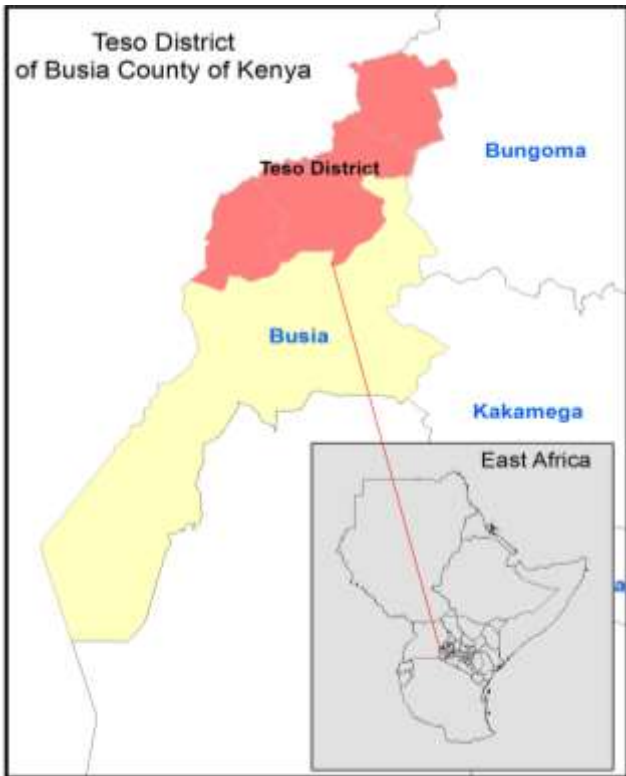 Teso District
of Busia County of Kenya
Bungoma
Teso District
Busia
Kakamega
East Africa
a